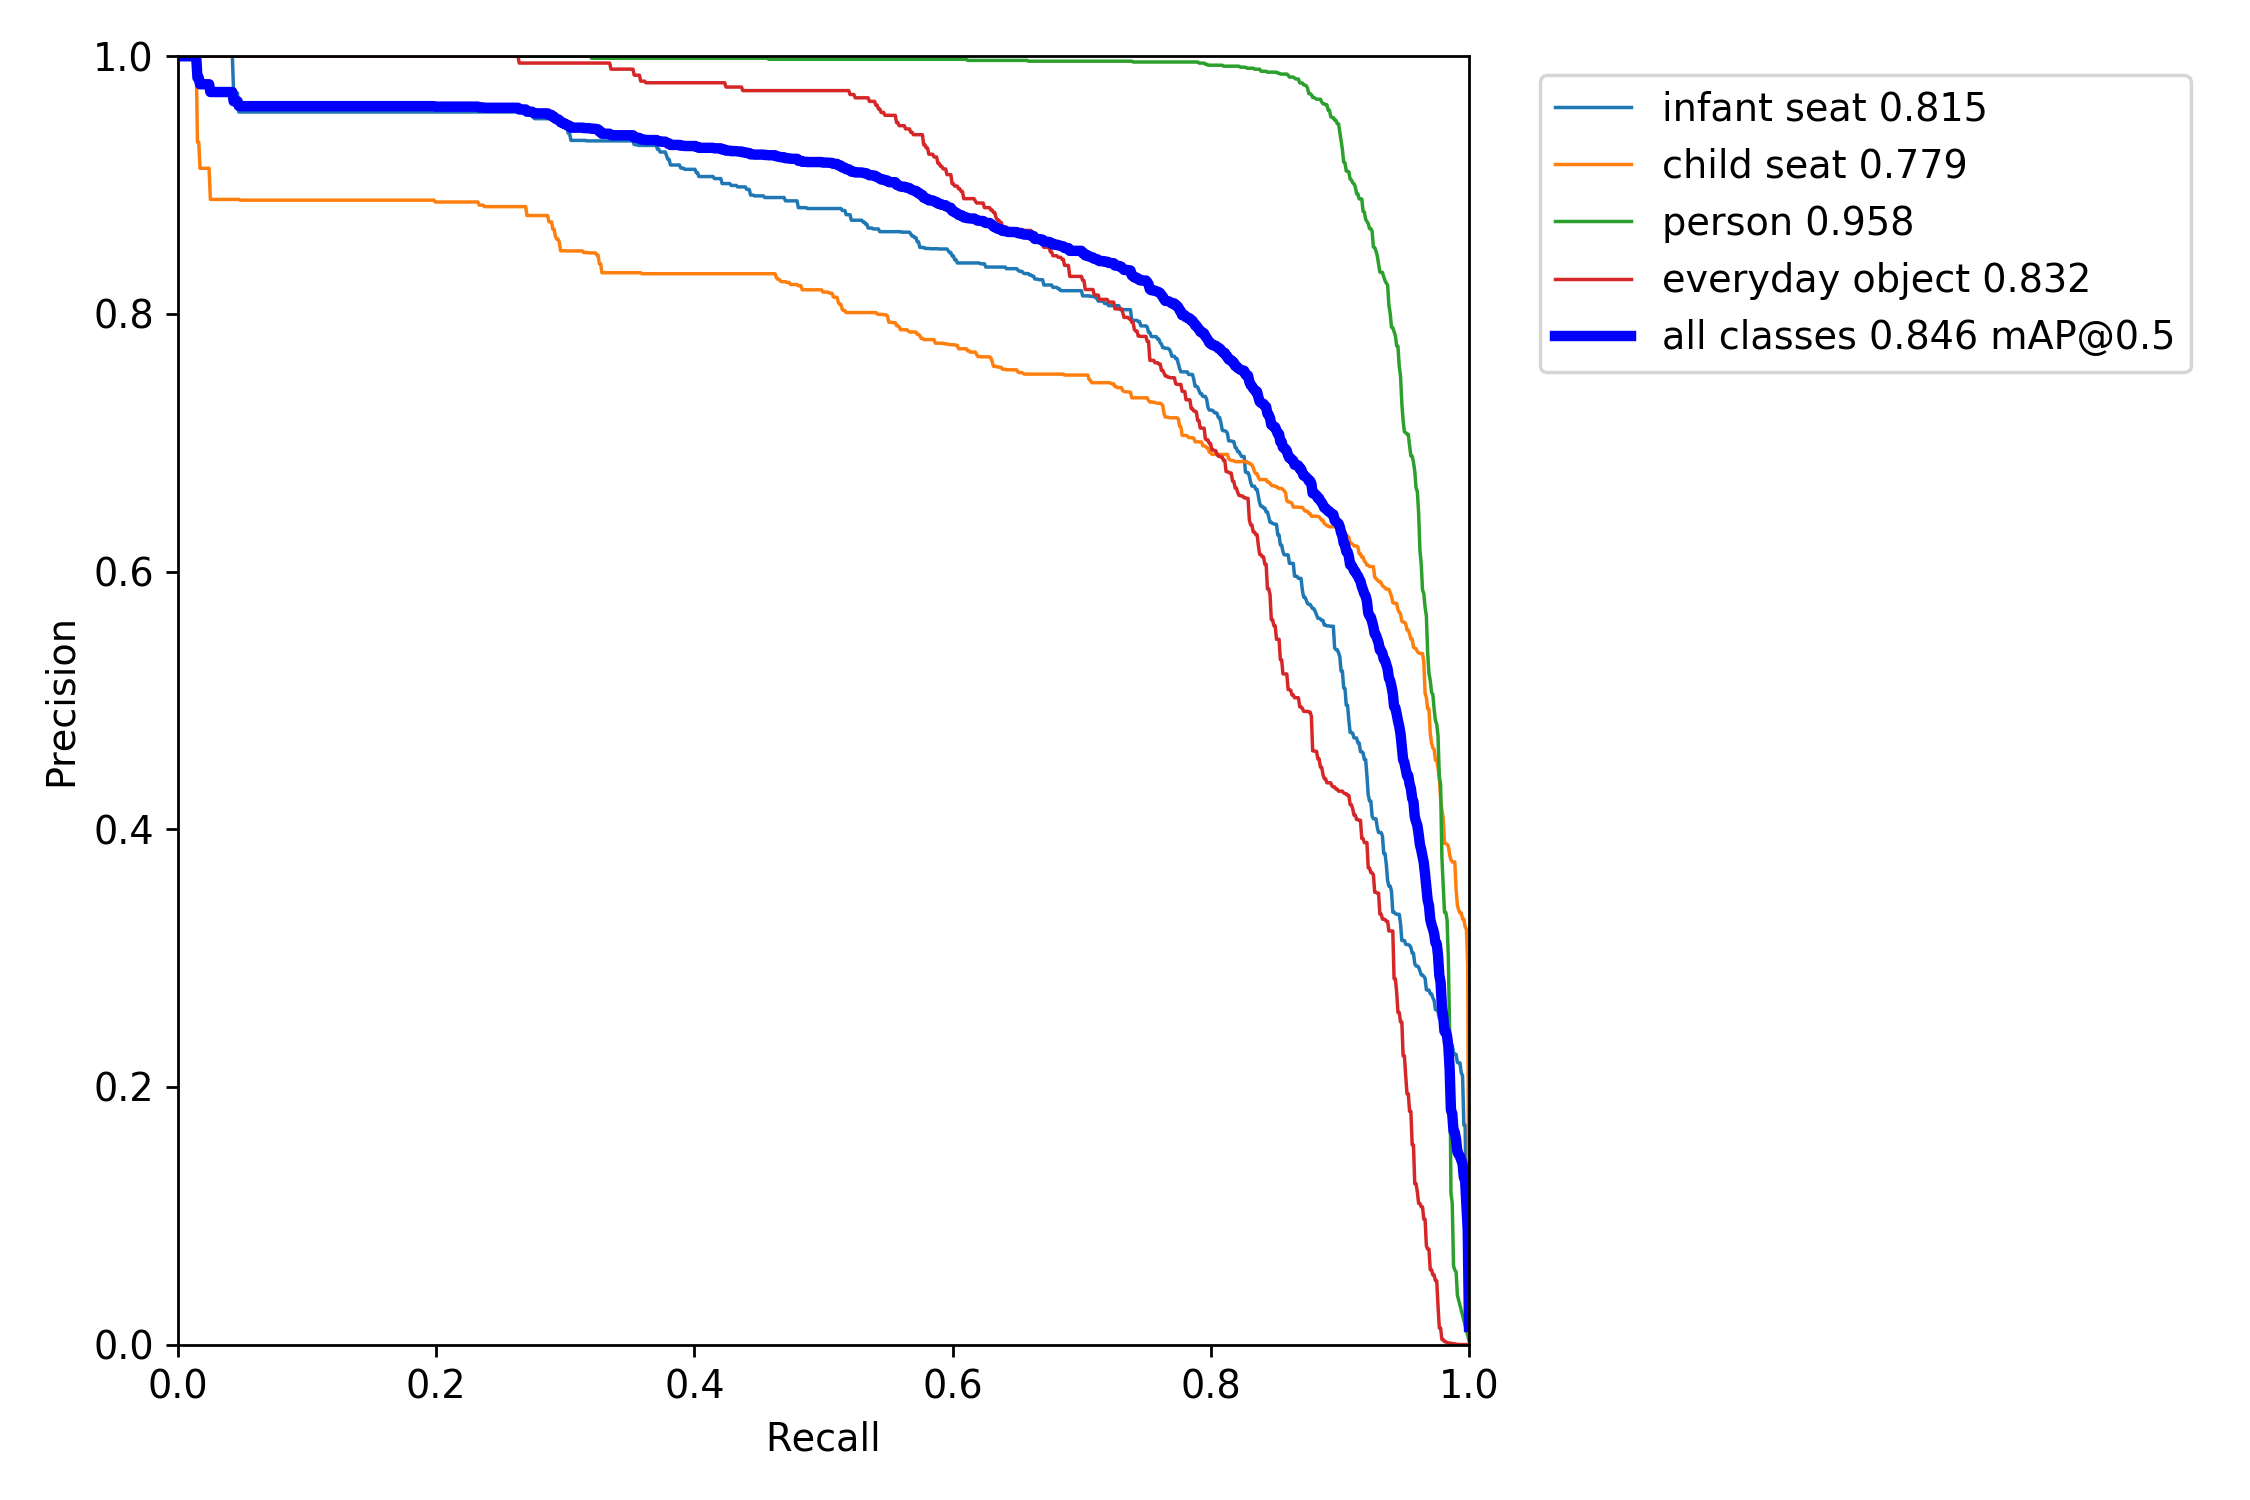 1.0
0.8
0.6
0.4
0.2
0.0
Precision
0.0 0.2 0.4 0.6 0.8 1.0
Recall
infant seat 0.815
child seat 0.779
person 0.958
everyday object 0.832
all classes 0.846 mAP@0.5